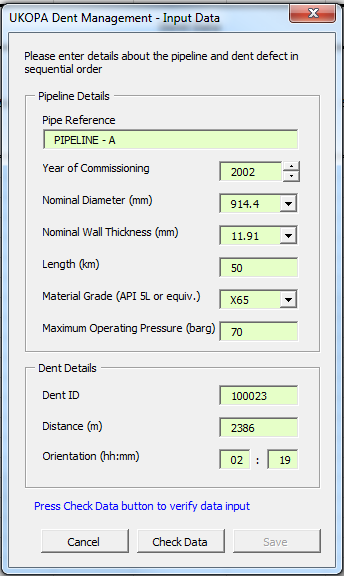 UKOPA Dent Management - Input Data
Please enter details about the pipeline and dent defect in
sequential order
Pipeline Details
Pipe Reference
PIPELINE - A
Year of Commissioning 2002
Nominal Diameter (mm) 914.4
Nominal Wall Thickness (mm) 11.91
Length (km) 50
Material Grade (API 5L or equiv.) X65
Maximum Operating Pressure (barg) 70
Dent Details
Dent ID 100023
Distance (m) 2386
Orientation (hh:mm) 02 : 19
Press Check Data button to verify data input
Cancel Check Data Save